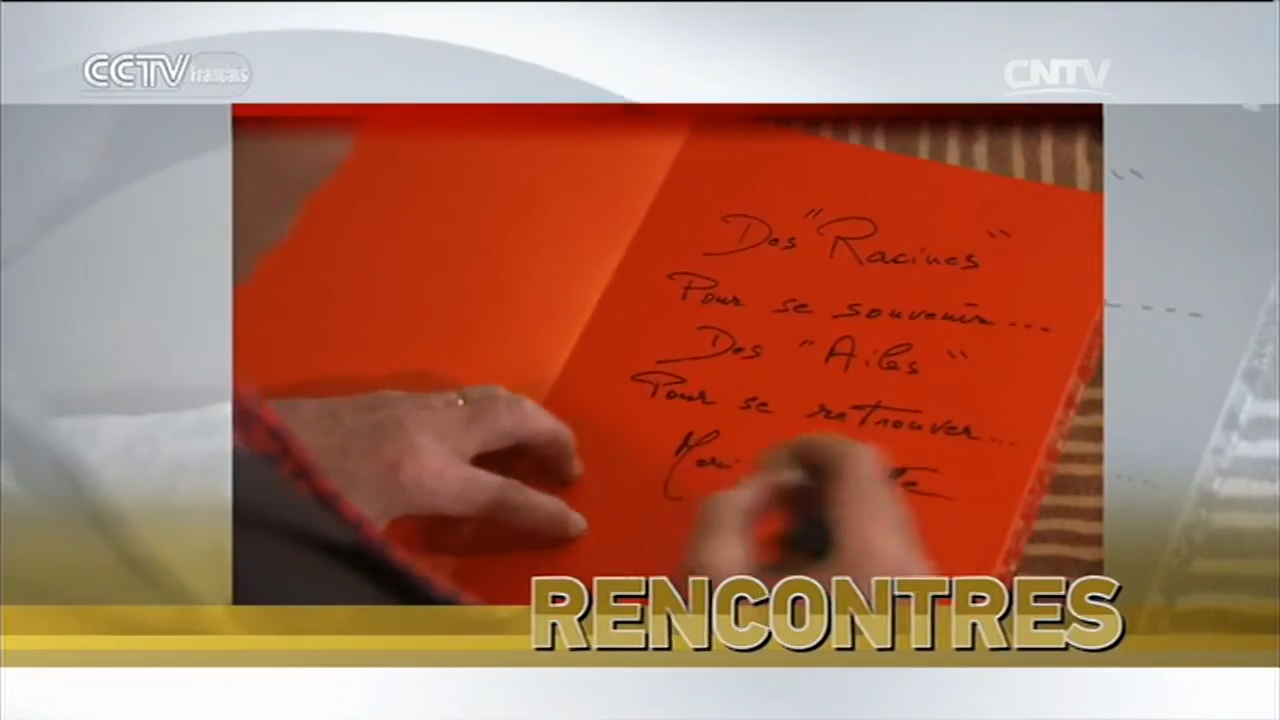 CCTV Français
CNTV
Des "Racines"
Pour se souvenir...
Des "Ailes"
Pour se retrouver...
RENCONTRES